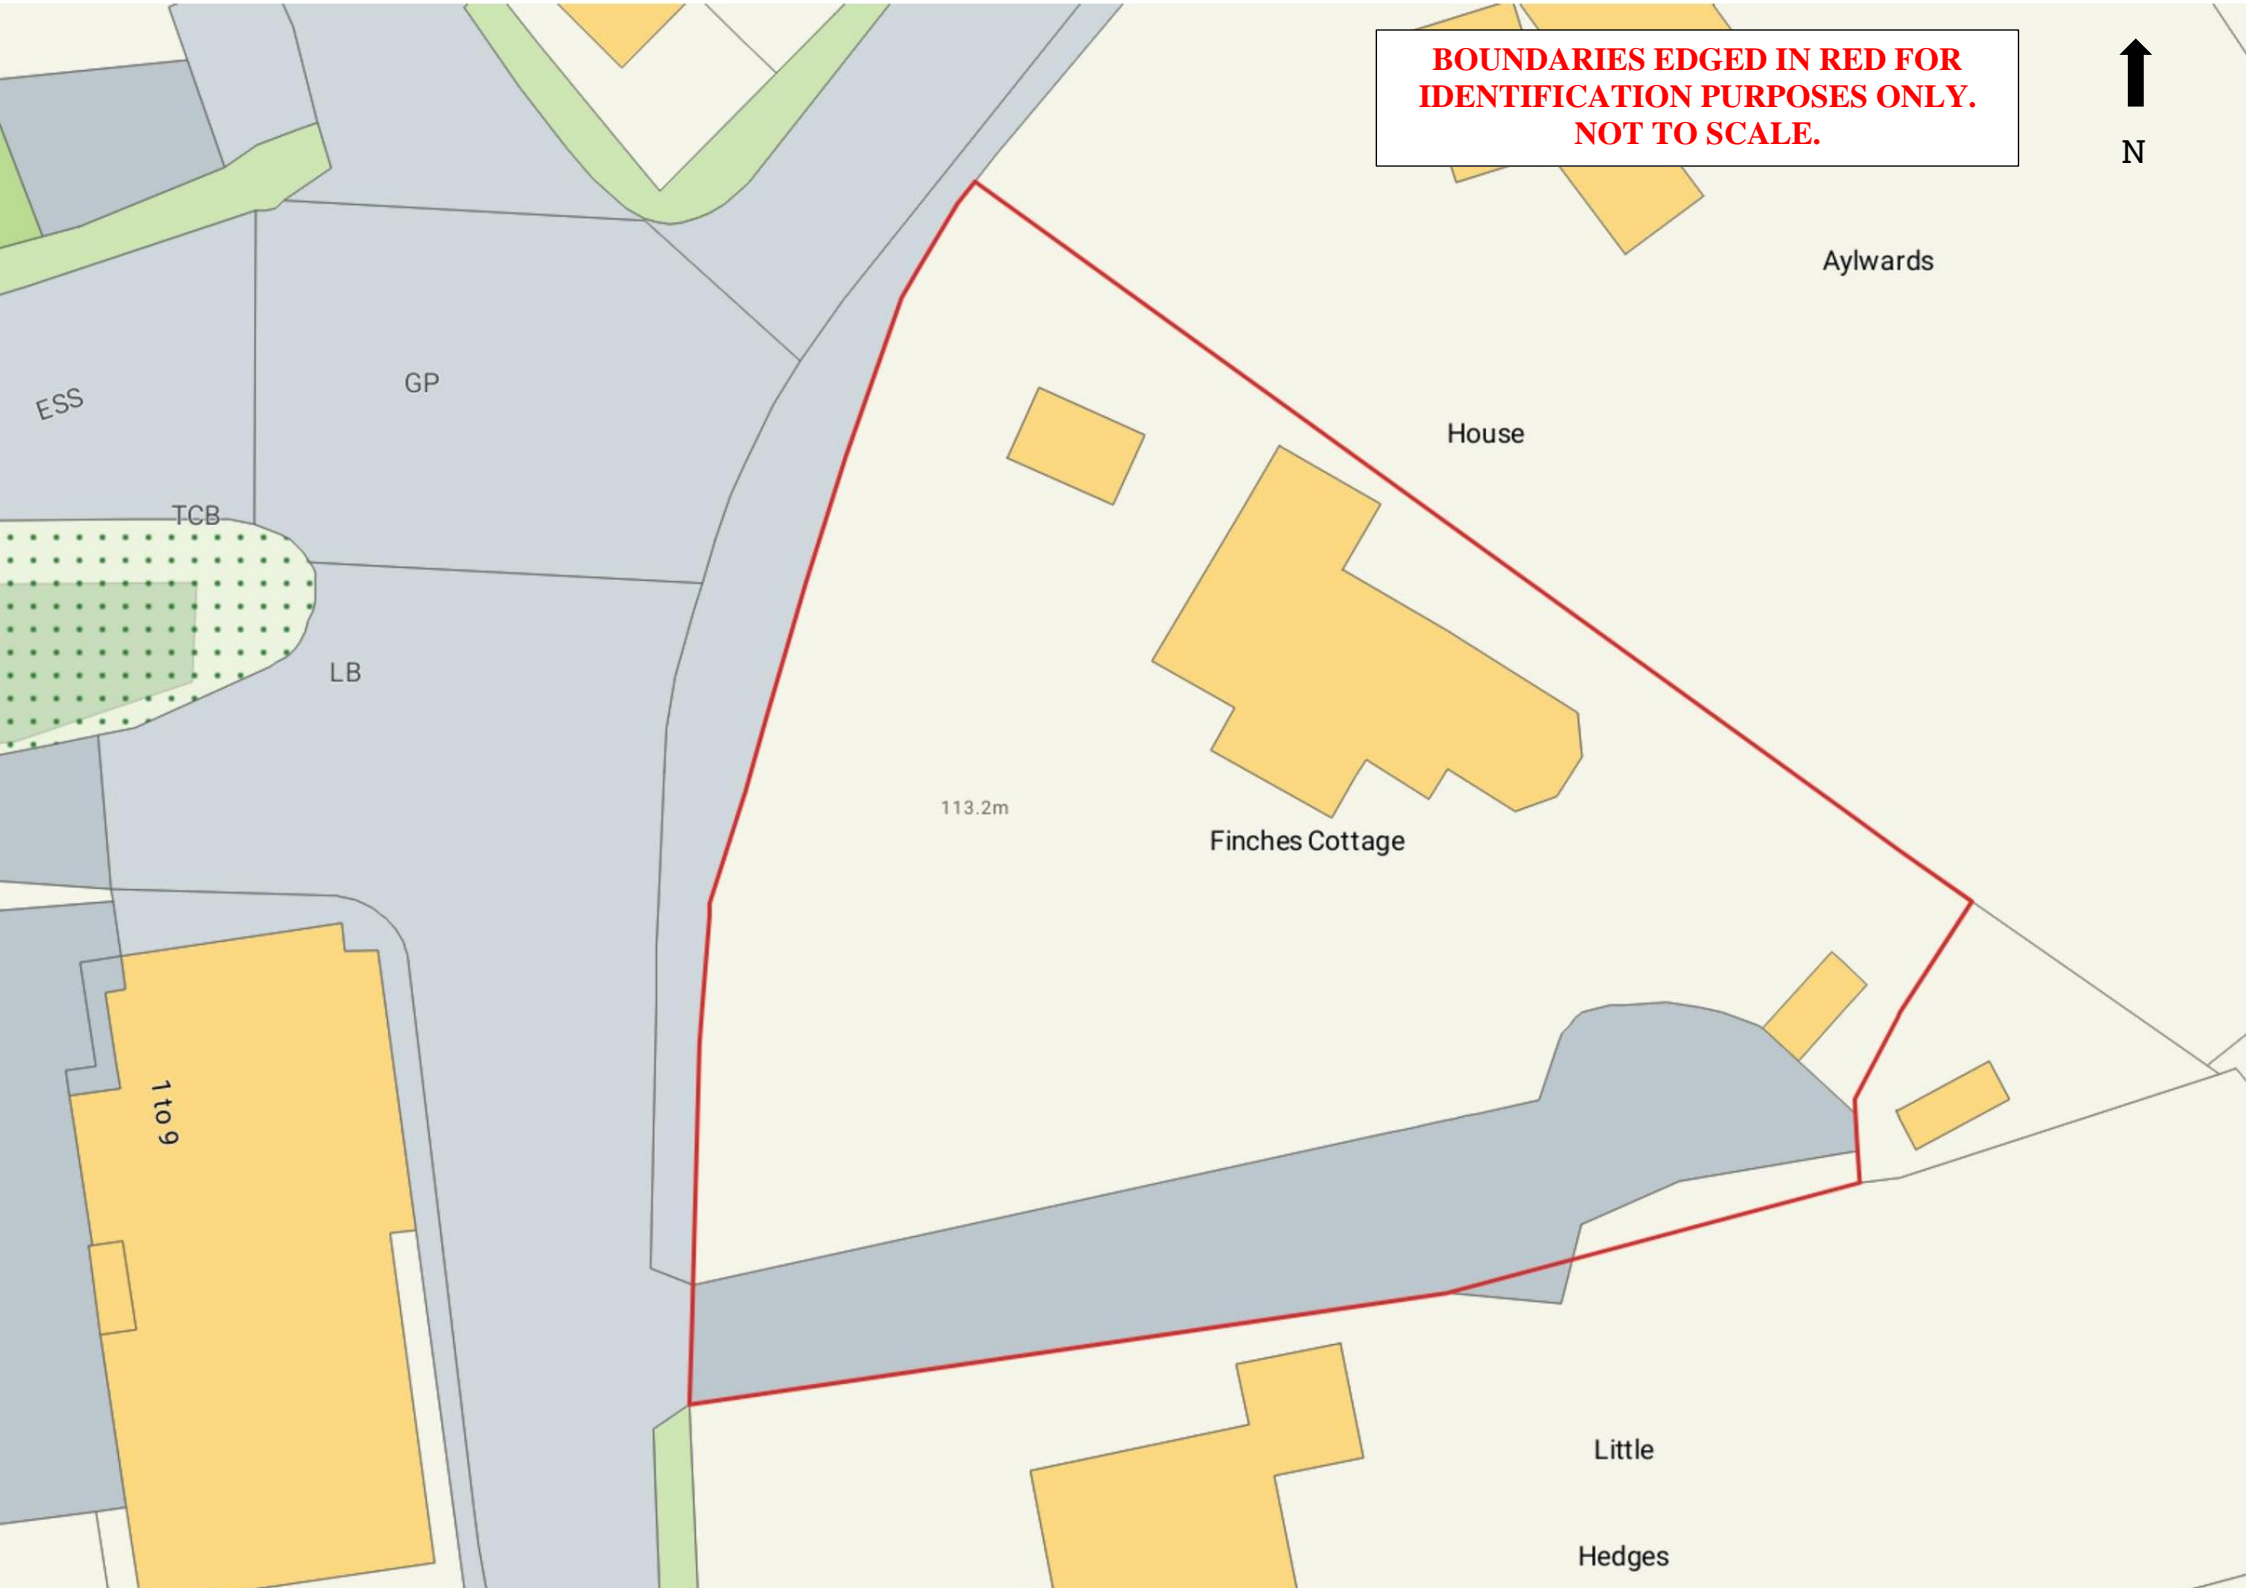 BOUNDARIES EDGED IN RED FOR
IDENTIFICATION PURPOSES ONLY.
NOT TO SCALE.
N
Aylwards
House
GP
ESS
TCB
LB
113.2m
Finches Cottage
1 to 9
Little
Hedges